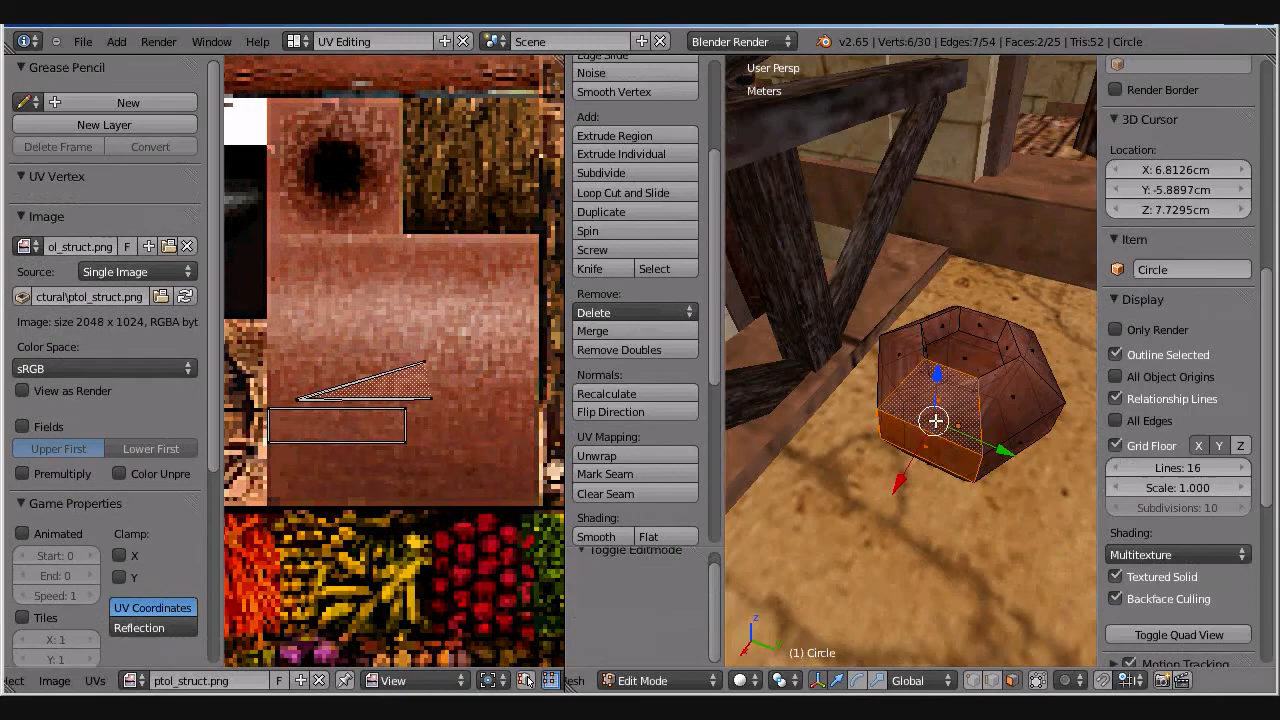 File Add Render Window Help UV Editing Scene Blender Render v2.65 | Verts:6/30 | Edges:7/54 | Faces:2/25 | Tris:52 | Circle
Grease Pencil
New
New Layer
Delete Frame Convert
UV Vertex
Image
ol_struct.png F
Source: Single Image
ctural\ptol_struct.png
Image: size 2048 x 1024, RGBA byt
Color Space:
sRGB
View as Render
Fields
Upper First Lower First
Premultiply Color Unpre
Game Properties
Animated Clamp:
Start: 0 X
End: 0 Y
Speed: 1
Tiles UV Coordinates
X: 1 Reflection
Y: 1
Edge Slide
Noise
Smooth Vertex
Add:
Extrude Region
Extrude Individual
Subdivide
Loop Cut and Slide
Duplicate
Spin
Screw
Knife Select
Remove:
Delete
Merge
Remove Doubles
Normals:
Recalculate
Flip Direction
UV Mapping:
Unwrap
Mark Seam
Clear Seam
Shading:
Smooth Flat
Toggle Editmode
User Persp
Meters
z
y
x
(1) Circle
Render Border
3D Cursor
Location:
X: 6.8126cm
Y: -5.8897cm
Z: 7.7295cm
Item
Circle
Display
Only Render
Outline Selected
All Object Origins
Relationship Lines
All Edges
Grid Floor X Y Z
Lines: 16
Scale: 1.000
Subdivisions: 10
Shading:
Multitexture
Textured Solid
Backface Culling
Toggle Quad View
Motion Tracking
lect Image UVs ptol_struct.png F View esh Edit Mode Global